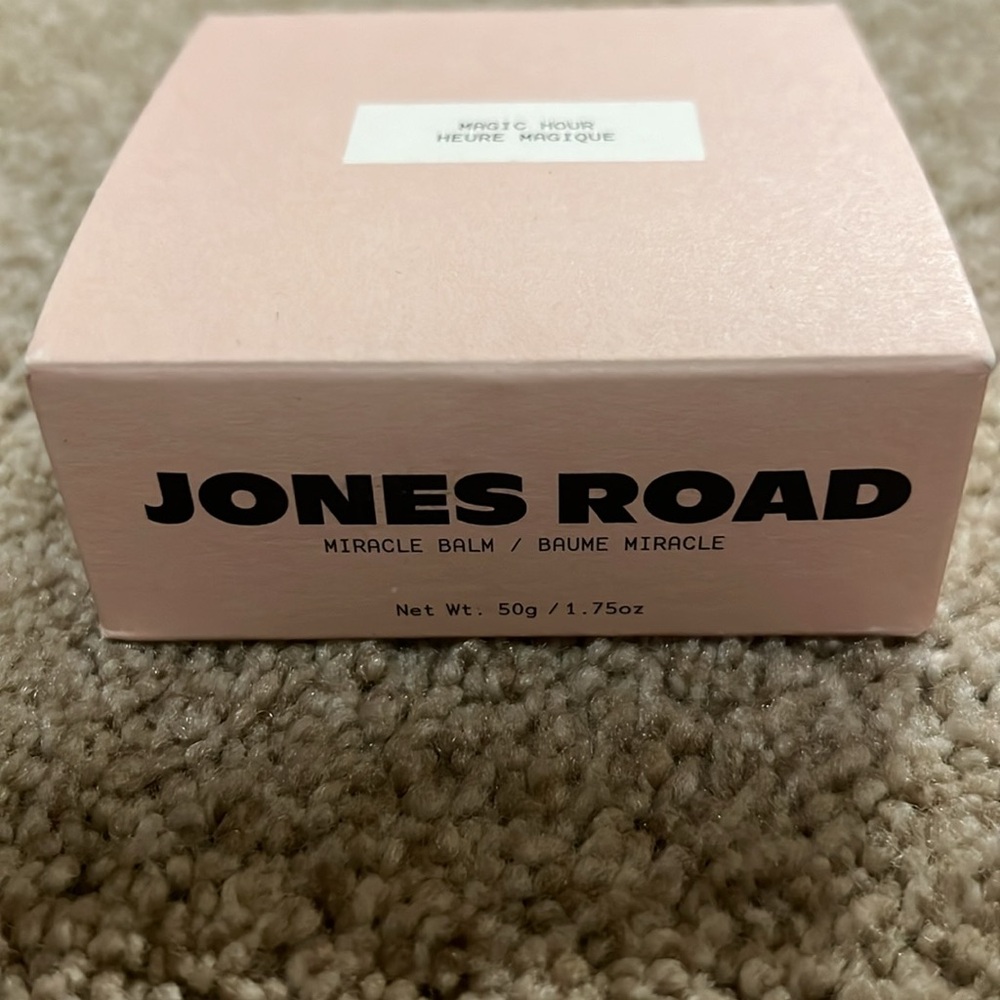 MAGIC HOUR
HEURE MAGIQUE
JONES ROAD
MIRACLE BALM / BAUME MIRACLE
Net Wt. 50g / 1.75oz